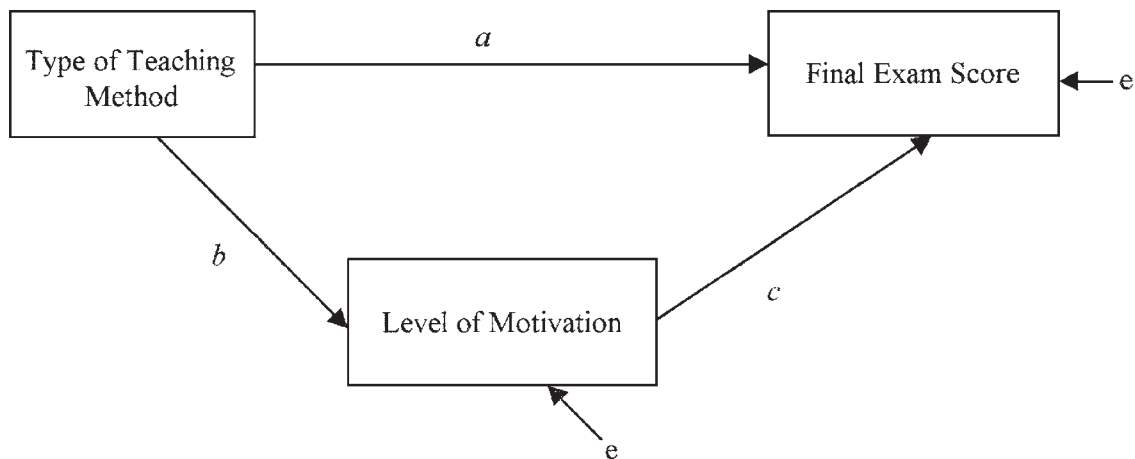 a
Type of Teaching
Method
Final Exam Score
e
b
Level of Motivation
c
e